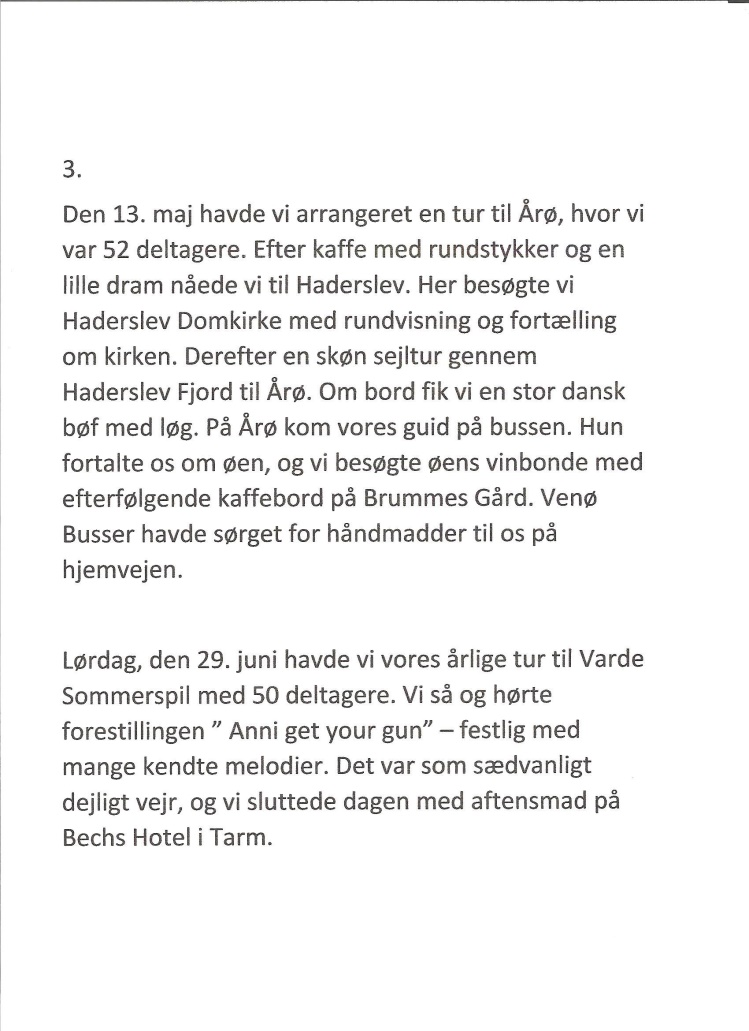 3.
Den 13. maj havde vi arrangeret en tur til Årø, hvor vi
var 52 deltagere. Efter kaffe med rundstykker og en
lille dram nåede vi til Haderslev. Her besøgte vi
Haderslev Domkirke med rundvisning og fortælling
om kirken. Derefter en skøn sejltur gennem
Haderslev Fjord til Årø. Om bord fik vi en stor dansk
bøf med løg. På Årø kom vores guid på bussen. Hun
fortalte os om øen, og vi besøgte øens vinbonde med
efterfølgende kaffebord på Brummes Gård. Venø
Busser havde sørget for håndmadder til os på
hjemvejen.
Lørdag, den 29. juni havde vi vores årlige tur til Varde
Sommerspil med 50 deltagere. Vi så og hørte
forestillingen ” Anni get your gun” – festlig med
mange kendte melodier. Det var som sædvanligt
dejligt vejr, og vi sluttede dagen med aftensmad på
Bechs Hotel i Tarm.